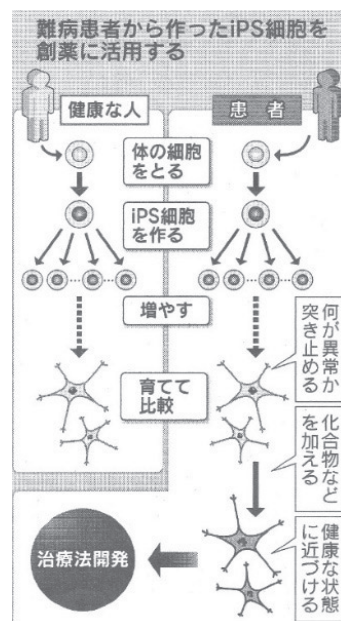 難病患者から作ったiPS細胞を
創薬に活用する
健康な人
患者
体の細胞
をとる
iPS細胞
を作る
増やす
育てて
比較
何が異常か
突き止める
化合物など
を加える
健康な状態
に近づける
治療法開発